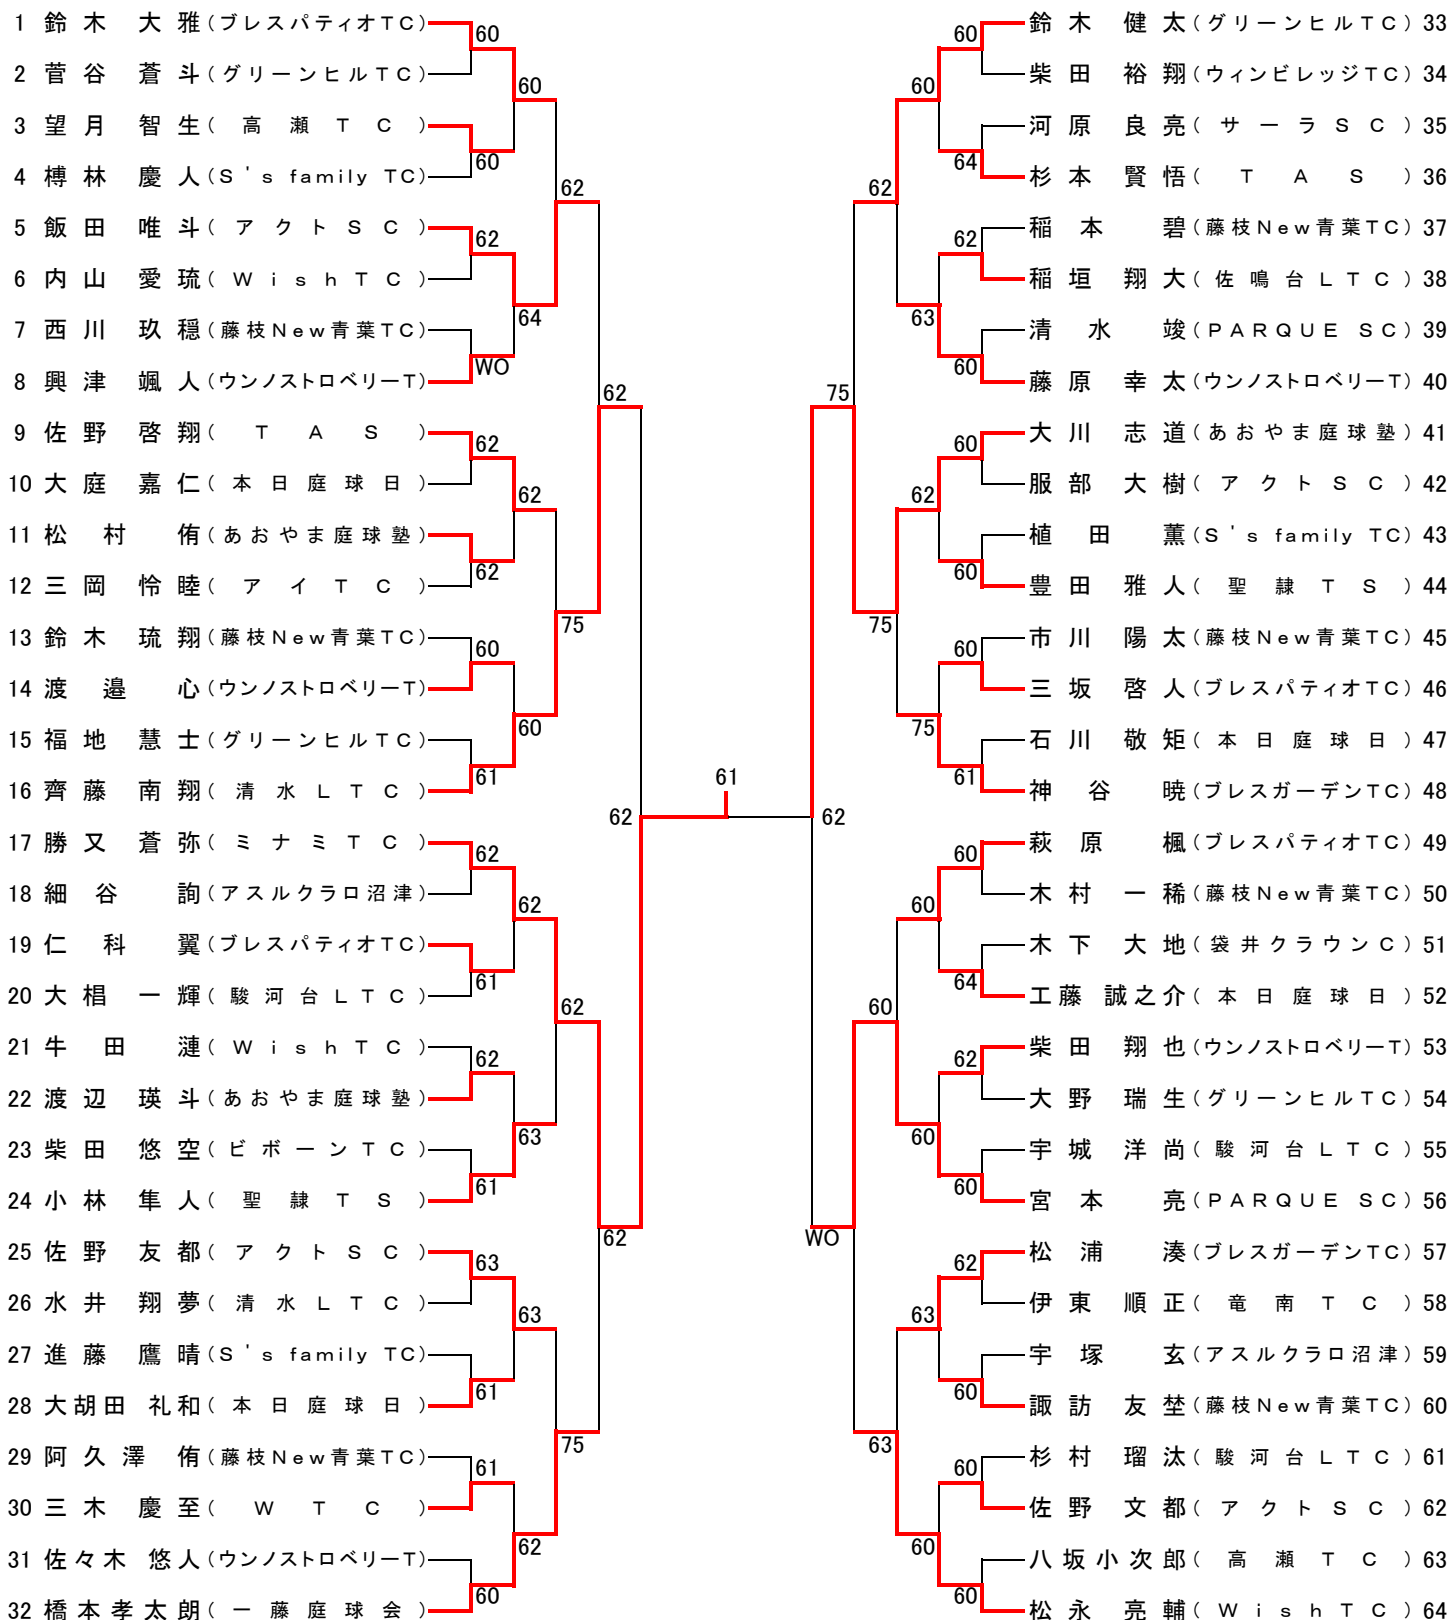 1 鈴木 大雅 (ブレスパティオTC)
60
2 菅谷 蒼斗 (グリーンヒルTC)
60
3 望月 智生 (高瀬TC)
60
4 榑林 慶人 (S's family TC)
62
5 飯田 唯斗 (アクトSC)
62
6 内山 愛琉 (WishTC)
64
7 西川 玖穏 (藤枝New青葉TC)
WO
8 興津 颯人 (ウンノストロベリーT)
62
9 佐野 啓翔 (TAS)
62
10 大庭 嘉仁 (本日庭球日)
62
11 松村 侑 (あおやま庭球塾)
62
12 三岡 怜睦 (アイTC)
75
13 鈴木 琉翔 (藤枝New青葉TC)
60
14 渡邉 心 (ウンノストロベリーT)
60
15 福地 慧士 (グリーンヒルTC)
61
16 齊藤 南翔 (清水LTC)
62
17 勝又 蒼弥 (ミナミTC)
62
18 細谷 詢 (アスルクラロ沼津)
62
19 仁科 翼 (ブレスパティオTC)
61
20 大椙 一輝 (駿河台LTC)
62
21 牛田 漣 (WishTC)
62
22 渡辺 瑛斗 (あおやま庭球塾)
63
23 柴田 悠空 (ビボーンTC)
61
24 小林 隼人 (聖隷TS)
62
25 佐野 友都 (アクトSC)
63
26 水井 翔夢 (清水LTC)
63
27 進藤 鷹晴 (S's family TC)
61
28 大胡田 礼和 (本日庭球日)
75
29 阿久澤 侑 (藤枝New青葉TC)
61
30 三木 慶至 (WTC)
62
31 佐々木 悠人 (ウンノストロベリーT)
60
32 橋本孝太朗 (一藤庭球会)
61
鈴木 健太 (グリーンヒルTC) 33
60
柴田 裕翔 (ウィンビレッジTC) 34
60
河原 良亮 (サーラSC) 35
64
杉本 賢悟 (TAS) 36
62
稲本 碧 (藤枝New青葉TC) 37
62
稲垣 翔大 (佐鳴台LTC) 38
63
清水 竣 (PARQUE SC) 39
60
藤原 幸太 (ウンノストロベリーT) 40
75
大川 志道 (あおやま庭球塾) 41
60
服部 大樹 (アクトSC) 42
62
植田 薫 (S's family TC) 43
60
豊田 雅人 (聖隷TS) 44
75
市川 陽太 (藤枝New青葉TC) 45
60
三坂 啓人 (ブレスパティオTC) 46
75
石川 敬矩 (本日庭球日) 47
61
神谷 暁 (ブレスガーデンTC) 48
62
萩原 楓 (ブレスパティオTC) 49
60
木村 一稀 (藤枝New青葉TC) 50
60
木下 大地 (袋井クラウンC) 51
64
工藤 誠之介 (本日庭球日) 52
60
柴田 翔也 (ウンノストロベリーT) 53
62
大野 瑞生 (グリーンヒルTC) 54
60
宇城 洋尚 (駿河台LTC) 55
60
宮本 亮 (PARQUE SC) 56
WO
松浦 湊 (ブレスガーデンTC) 57
62
伊東 順正 (竜南TC) 58
63
宇塚 玄 (アスルクラロ沼津) 59
60
諏訪 友埜 (藤枝New青葉TC) 60
63
杉村 瑠汰 (駿河台LTC) 61
60
佐野 文都 (アクトSC) 62
60
八坂小次郎 (高瀬TC) 63
60
松永 亮輔 (WishTC) 64